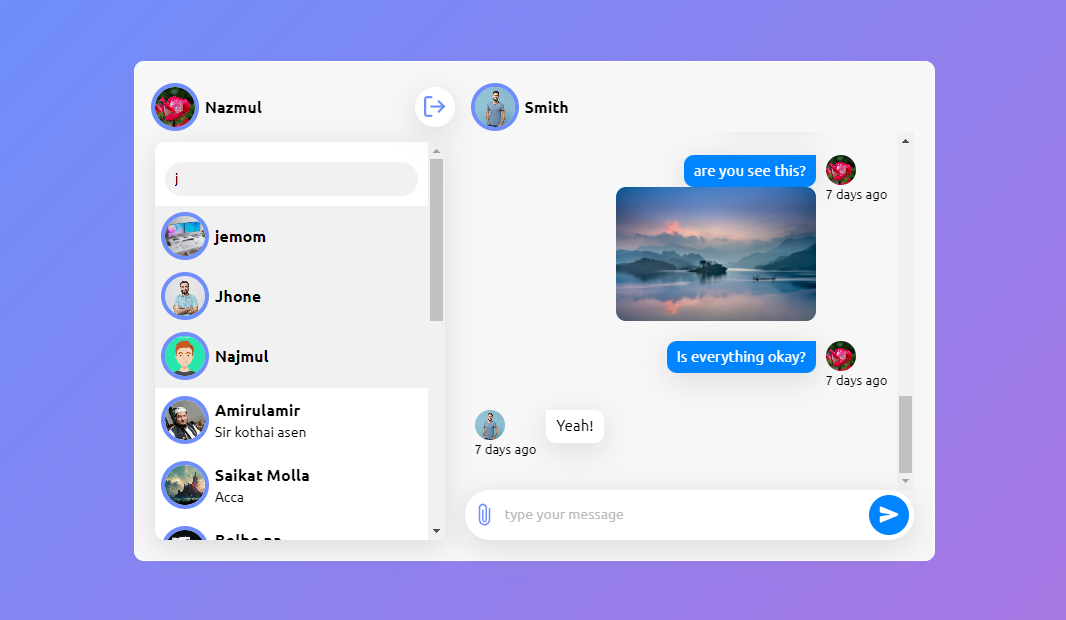 Nazmul
j
jemom
Jhone
Najmul
Amirulamir
Sir kothai asen
Saikat Molla
Acca
Smith
are you see this?
7 days ago
Is everything okay?
7 days ago
Yeah!
7 days ago
type your message